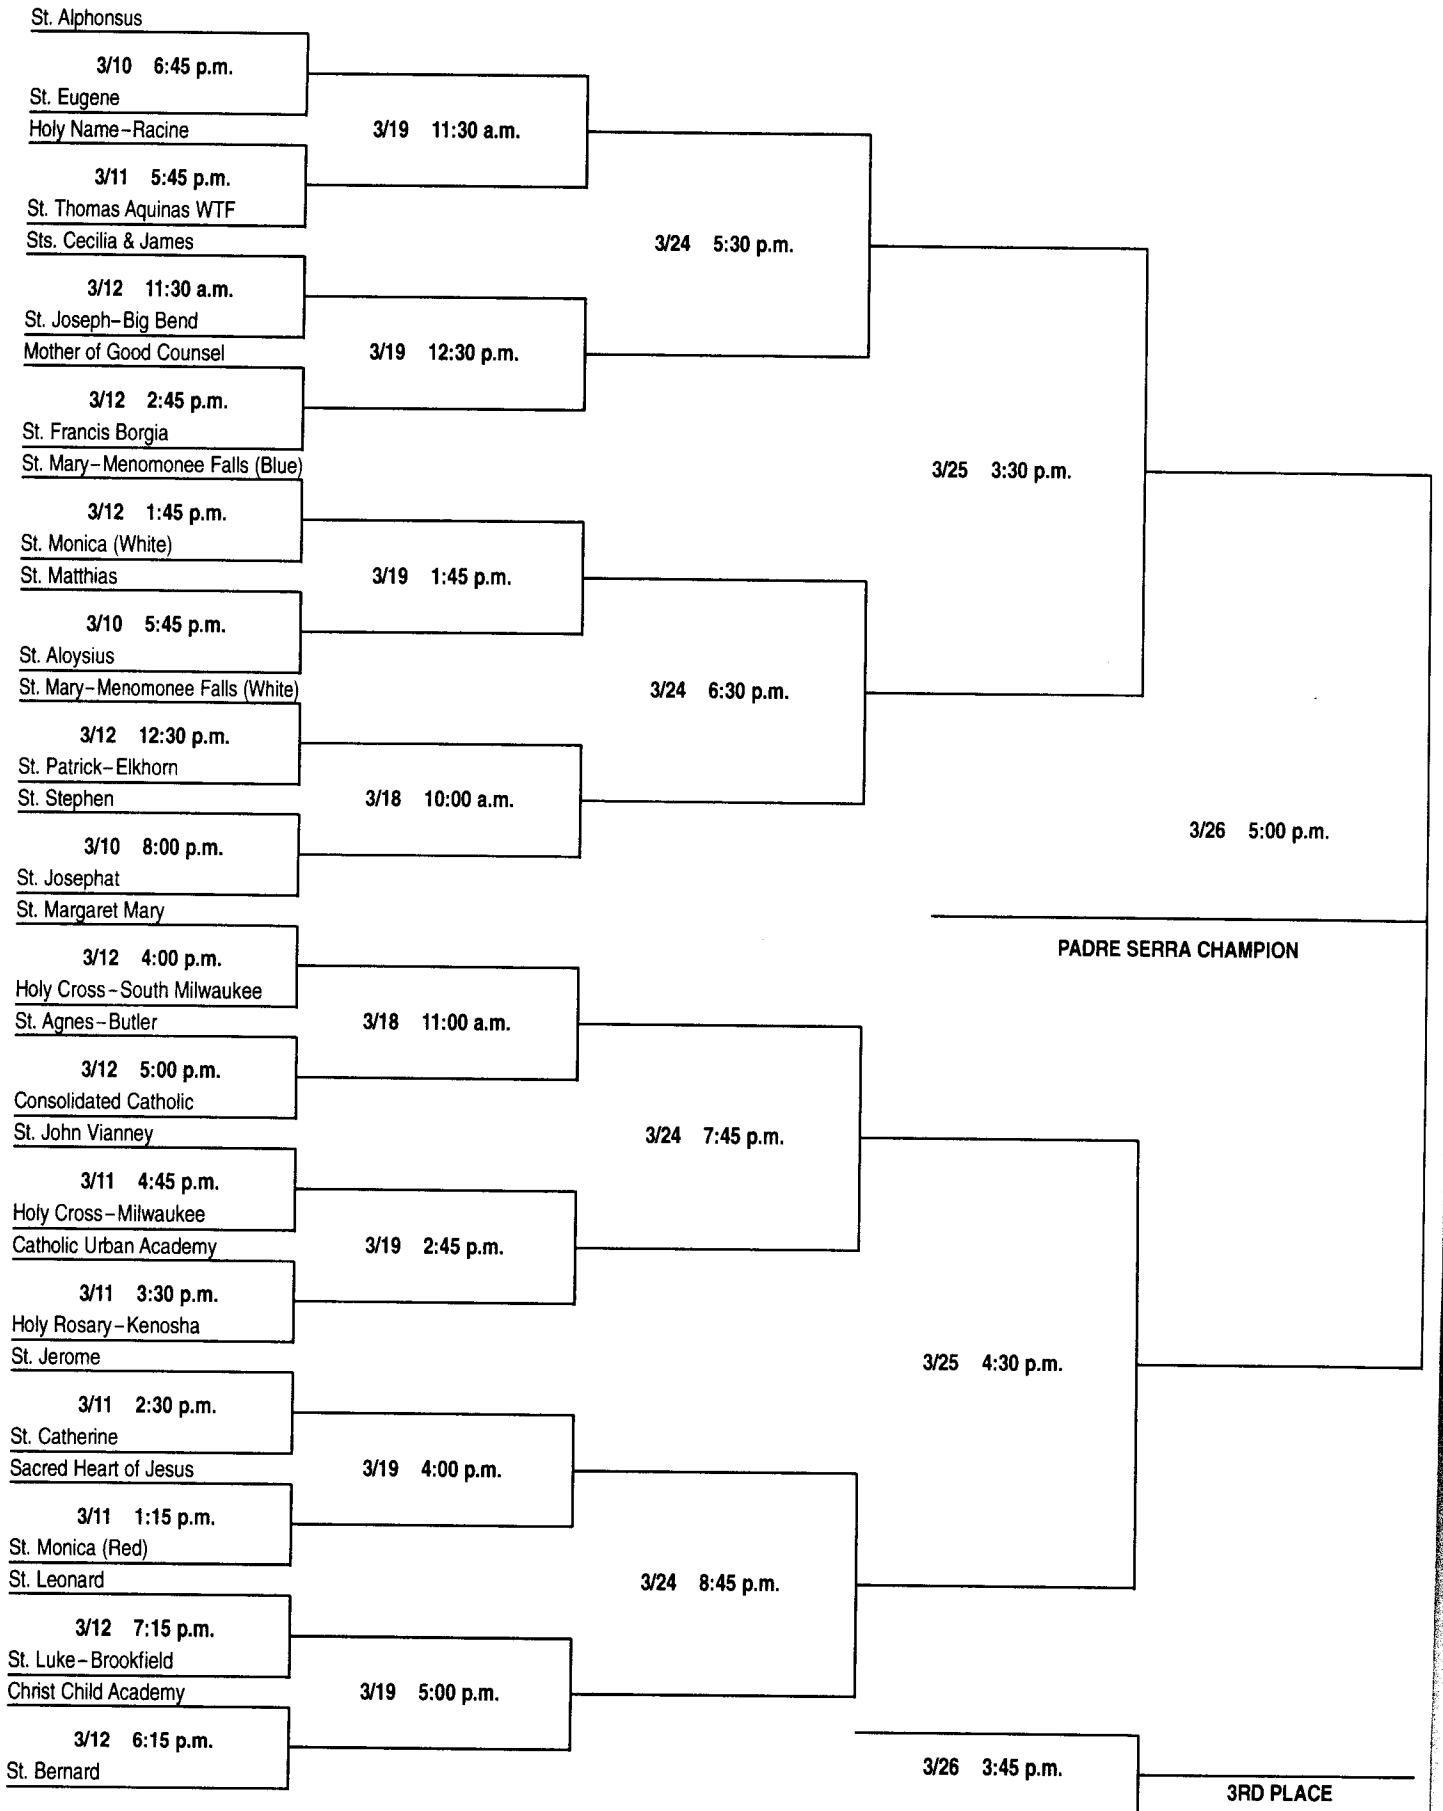 St. Alphonsus
3/10 6:45 p.m.
St. Eugene
Holy Name-Racine
3/11 5:45 p.m.
St. Thomas Aquinas WTF
Sts. Cecilia & James
3/12 11:30 a.m.
St. Joseph-Big Bend
Mother of Good Counsel
3/12 2:45 p.m.
St. Francis Borgia
St. Mary-Menomonee Falls (Blue)
3/12 1:45 p.m.
St. Monica (White)
St. Matthias
3/10 5:45 p.m.
St. Aloysius
St. Mary-Menomonee Falls (White)
3/12 12:30 p.m.
St. Patrick-Elkhorn
St. Stephen
3/10 8:00 p.m.
St. Josephat
St. Margaret Mary
3/12 4:00 p.m.
Holy Cross-South Milwaukee
St. Agnes-Butler
3/12 5:00 p.m.
Consolidated Catholic
St. John Vianney
3/11 4:45 p.m.
Holy Cross-Milwaukee
Catholic Urban Academy
3/11 3:30 p.m.
Holy Rosary-Kenosha
St. Jerome
3/11 2:30 p.m.
St. Catherine
Sacred Heart of Jesus
3/11 1:15 p.m.
St. Monica (Red)
St. Leonard
3/12 7:15 p.m.
St. Luke-Brookfield
Christ Child Academy
3/12 6:15 p.m.
St. Bernard
3/19 11:30 a.m.
3/19 12:30 p.m.
3/19 1:45 p.m.
3/18 10:00 a.m.
3/18 11:00 a.m.
3/19 2:45 p.m.
3/19 4:00 p.m.
3/19 5:00 p.m.
3/24 5:30 p.m.
3/24 6:30 p.m.
3/24 7:45 p.m.
3/24 8:45 p.m.
3/25 3:30 p.m.
3/25 4:30 p.m.
3/26 5:00 p.m.
PADRE SERRA CHAMPION
3/26 3:45 p.m.
3RD PLACE